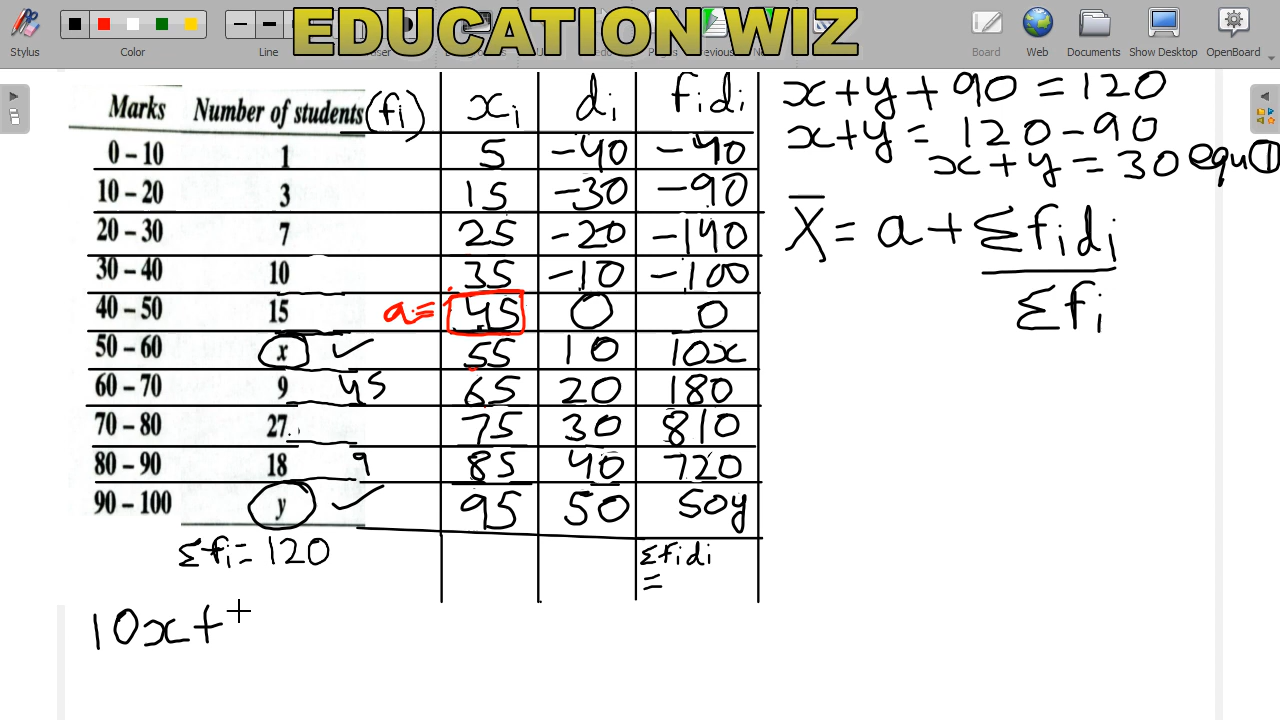 EDUCATION WIZ
Stylus Color Line Board Web Documents Show Desktop OpenBoard
Marks Number of students (fi) xi di fidi
0 – 10 1 5 -40 -40
10 – 20 3 15 -30 -90
20 – 30 7 25 -20 -140
30 – 40 10 35 -10 -100
40 – 50 15 a= 45 0 0
50 – 60 x ✓ 55 10 10x
60 – 70 9 45 65 20 180
70 – 80 27 75 30 810
80 – 90 18 9 85 40 720
90 – 100 y ✓ 95 50 50y
Σfi = 120 Σfidi =
10x +
x+y+90 = 120
x+y = 120-90
x+y = 30 equ①
X̄ = a + Σfidi
Σfi